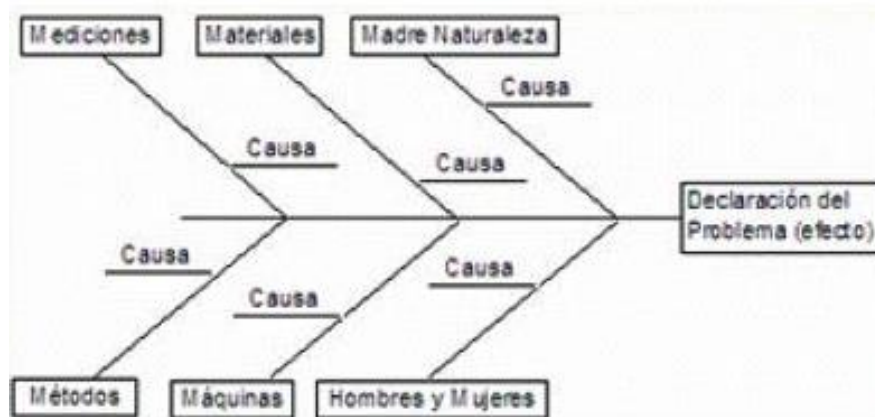 Mediciones
Materiales
Madre Naturaleza
Causa
Causa
Causa
Declaración del
Problema (efecto)
Causa
Causa
Causa
Métodos
Máquinas
Hombres y Mujeres